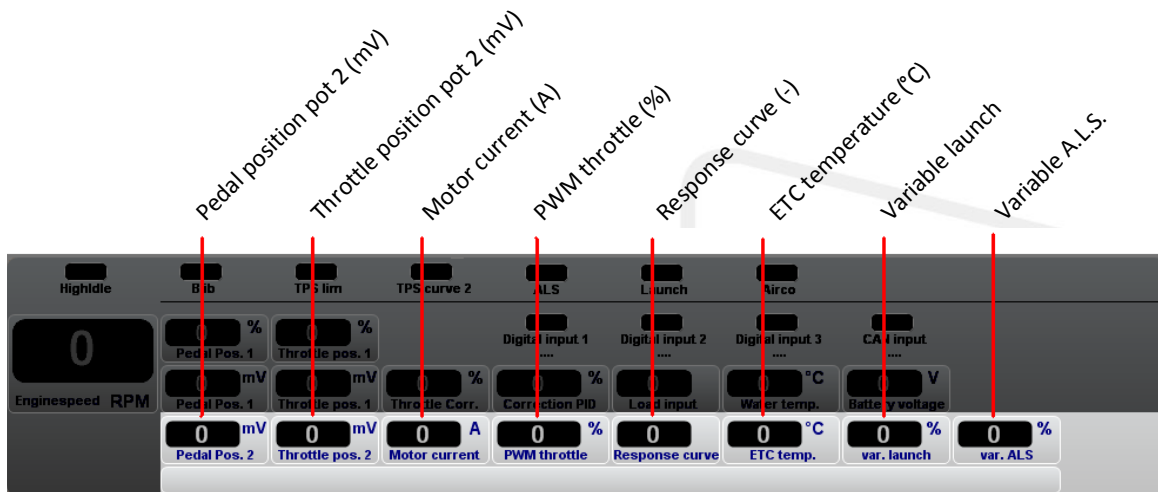 Pedal position pot 2 (mV)
Throttle position pot 2 (mV)
Motor current (A)
PWM throttle (%)
Response curve (-)
ETC temperature (°C)
Variable launch
Variable A.L.S.
HighIdle
TPS lim
TPS curve 2
ALS
Launch
Airco
0 %
0 %
Digital input 1
Digital input 2
Digital input 3
CAN input
....
....
....
....
0
Pedal Pos. 1
Throttle pos. 1
0 mV
0 mV
0 %
0 %
0
0 °C
0 V
Enginespeed RPM
Pedal Pos. 1
Throttle pos. 1
Throttle Corr.
Correction PID
Load input
Water temp.
Battery voltage
0 mV
0 mV
0 A
0 %
0
0 °C
0 %
0 %
Pedal Pos. 2
Throttle pos. 2
Motor current
PWM throttle
Response curve
ETC temp.
var. launch
var. ALS